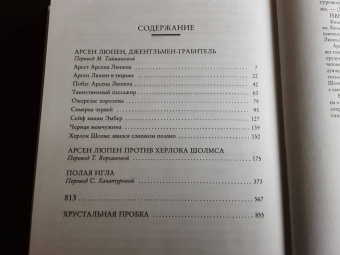 СОДЕРЖАНИЕ
АРСЕН ЛЮПЕН, ДЖЕНТЛЬМЕН-ГРАБИТЕЛЬ
Перевод М. Таймановой
Арест Арсена Люпена 7
Арсен Люпен в тюрьме 22
Побег Арсена Люпена 42
Таинственный пассажир 63
Ожерелье королевы 79
Семерка червей 95
Сейф мадам Эмбер 127
Черная жемчужина 139
Херлок Шолмс явился слишком поздно 152
АРСЕН ЛЮПЕН ПРОТИВ ХЕРЛОКА ШОЛМСА
Перевод Т. Ворсановой 175
ПОЛАЯ ИГЛА
Перевод С. Хачатуровой 373
813 567
ХРУСТАЛЬНАЯ ПРОБКА 855
ISBN